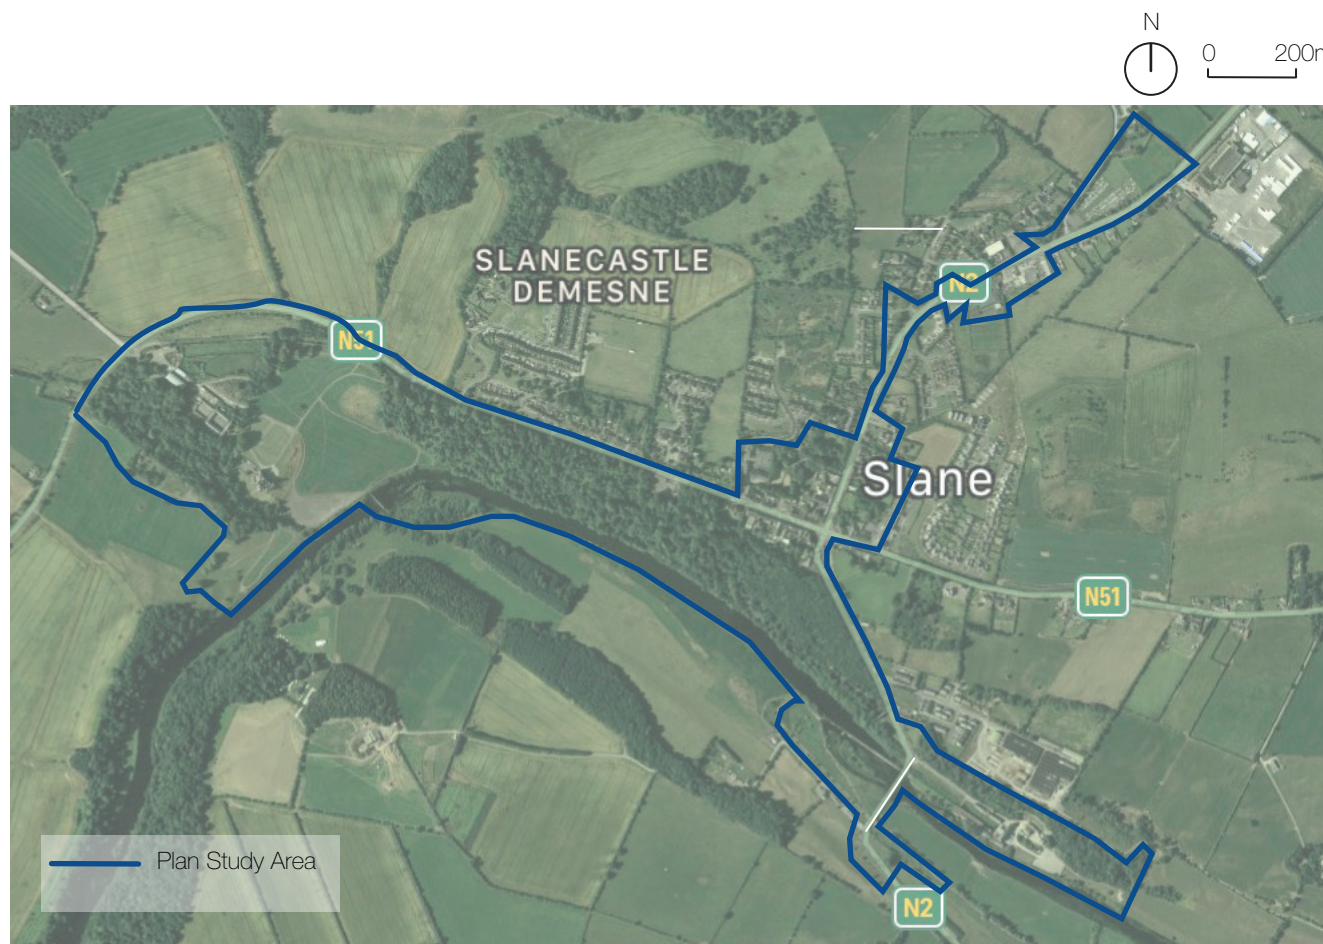 N
0 200m
SLANECASTLE
DEMESNE
N2
N51
Slane
N51
Plan Study Area
N2